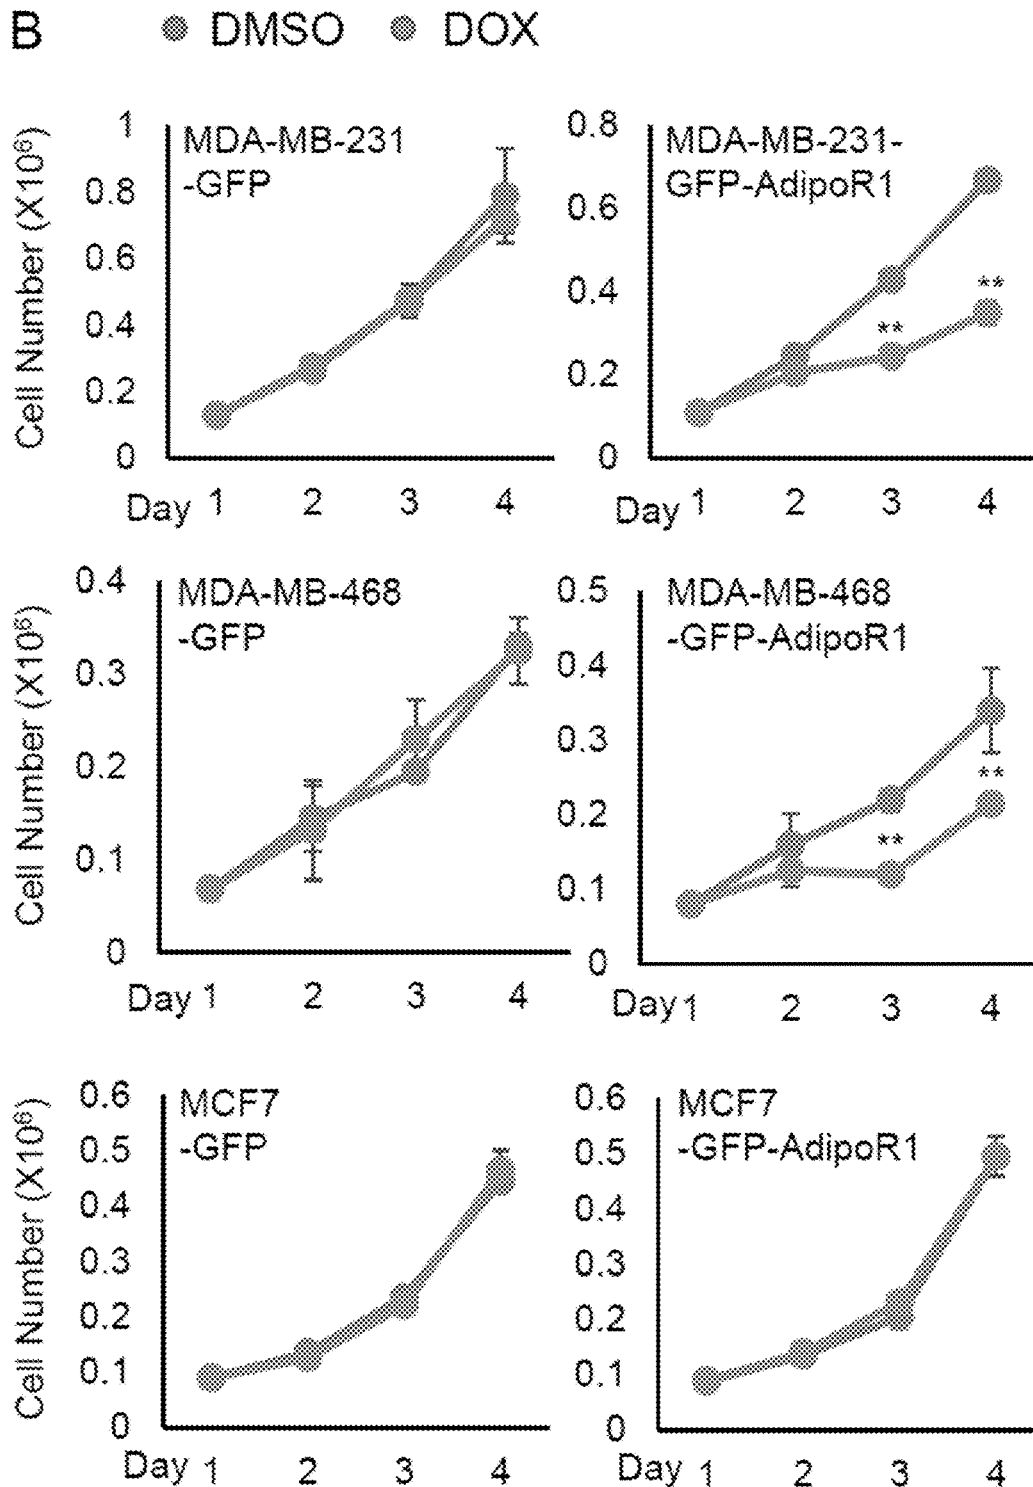 B DMSO DOX
Cell Number (X10⁶)
1
0.8
0.6
0.4
0.2
0
MDA-MB-231
-GFP
Day 1 2 3 4
0.8
0.6
0.4
0.2
0
MDA-MB-231-
GFP-AdipoR1
**
**
Day 1 2 3 4
Cell Number (X10⁶)
0.4
0.3
0.2
0.1
0
MDA-MB-468
-GFP
Day 1 2 3 4
0.5
0.4
0.3
0.2
0.1
0
MDA-MB-468
-GFP-AdipoR1
**
**
Day 1 2 3 4
Cell Number (X10⁶)
0.6
0.5
0.4
0.3
0.2
0.1
0
MCF7
-GFP
Day 1 2 3 4
0.6
0.5
0.4
0.3
0.2
0.1
0
MCF7
-GFP-AdipoR1
Day 1 2 3 4